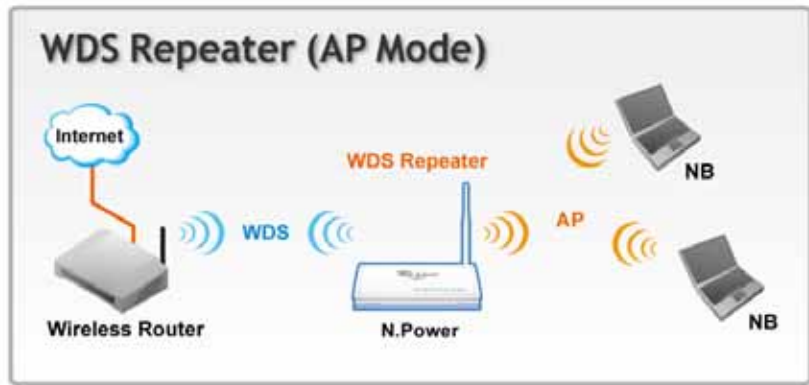 WDS Repeater (AP Mode)
Internet
WDS Repeater
NB
WDS
AP
Wireless Router
N.Power
NB